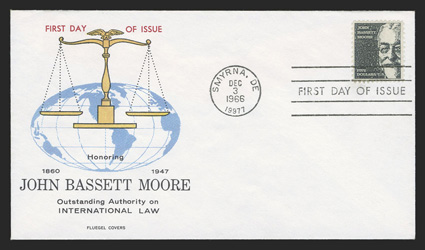 FIRST DAY OF ISSUE
Honoring
1860 1947
JOHN BASSETT MOORE
Outstanding Authority on
INTERNATIONAL LAW
FLUEGEL COVERS
SMYRNA, DE
DEC
3
1966
19977
JOHN
BASSETT
MOORE
FIRST DAY OF ISSUE